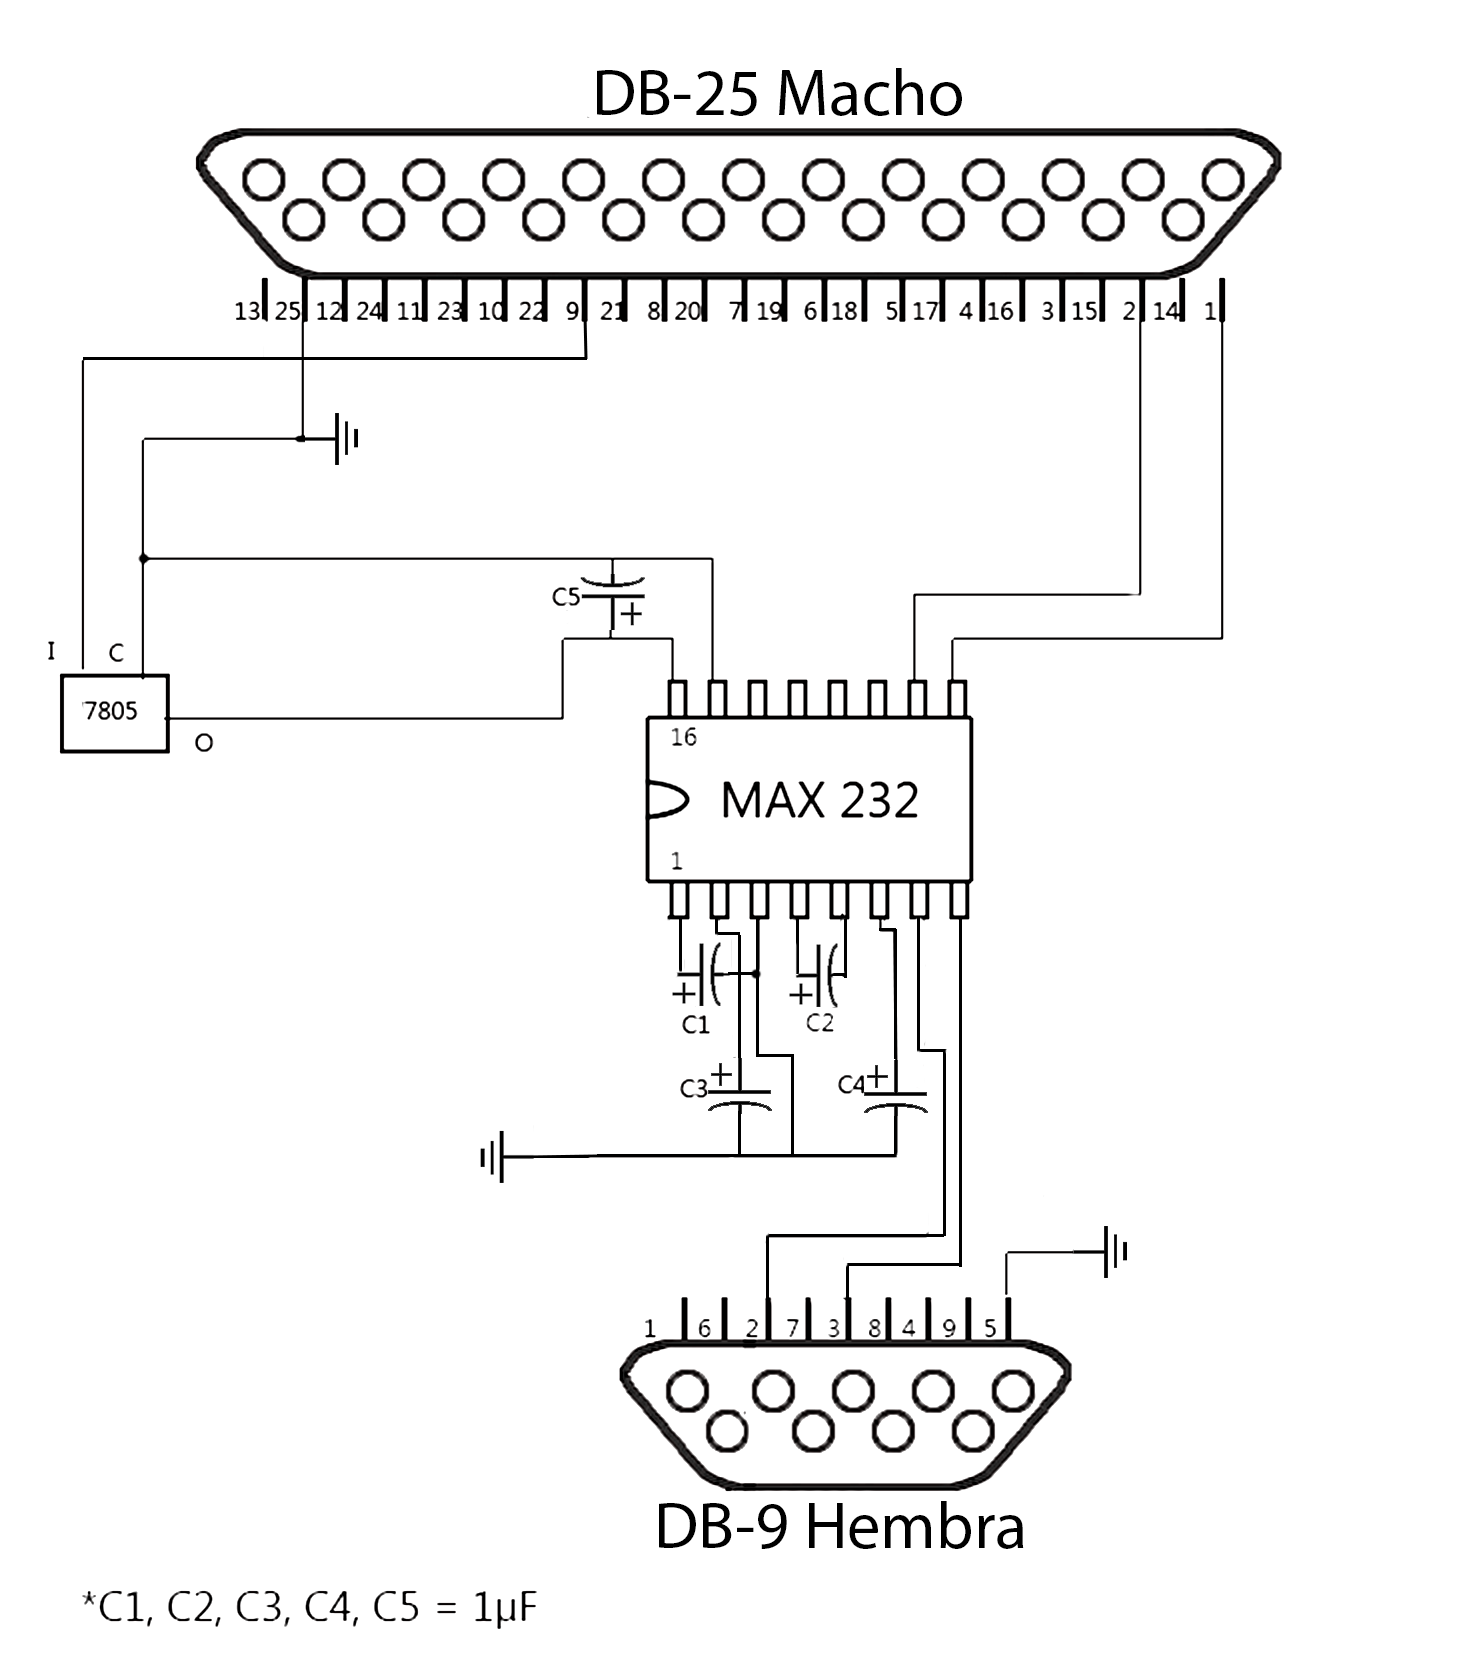 DB-25 Macho
13 25 12 24 11 23 10 22 9 21 8 20 7 19 6 18 5 17 4 16 3 15 2 14 1
C5
+
I C
7805
O
16
MAX 232
1
+ +
C1 C2
+ +
C3 C4
1 6 2 7 3 8 4 9 5
DB-9 Hembra
*C1, C2, C3, C4, C5 = 1µF